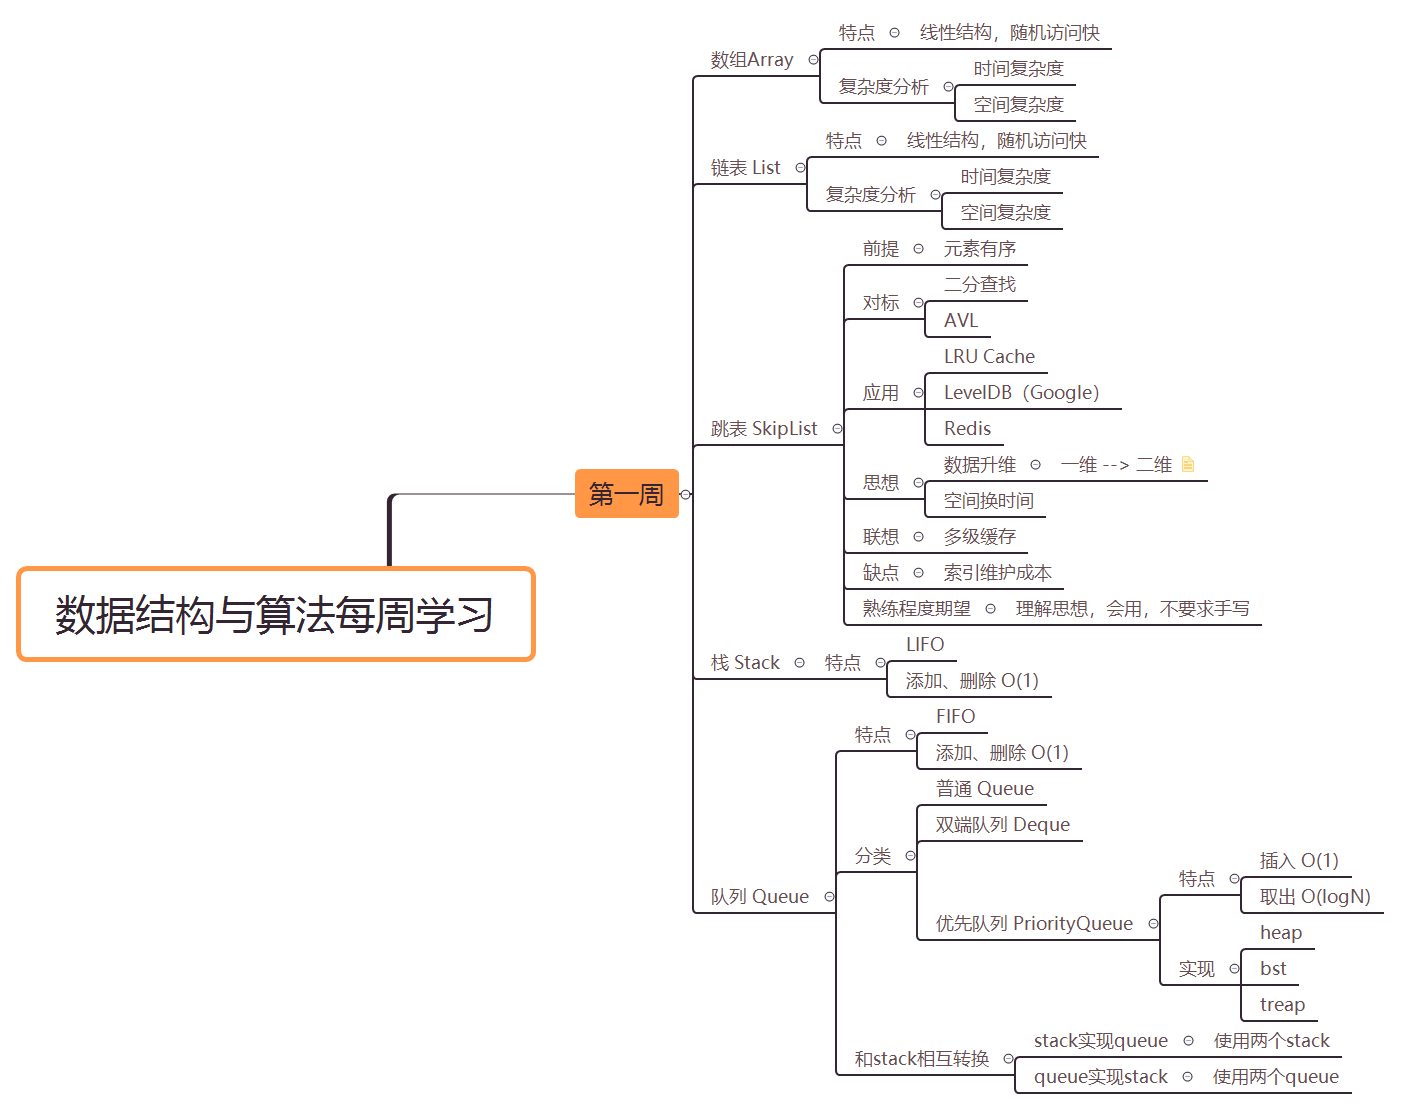 数据结构与算法每周学习
第一周
数组Array
特点
线性结构，随机访问快
复杂度分析
时间复杂度
空间复杂度
链表 List
特点
线性结构，随机访问快
复杂度分析
时间复杂度
空间复杂度
跳表 SkipList
前提
元素有序
对标
二分查找
AVL
应用
LRU Cache
LevelDB（Google）
Redis
思想
数据升维
一维 --> 二维
空间换时间
联想
多级缓存
缺点
索引维护成本
熟练程度期望
理解思想，会用，不要求手写
栈 Stack
特点
LIFO
添加、删除 O(1)
队列 Queue
特点
FIFO
添加、删除 O(1)
分类
普通 Queue
双端队列 Deque
优先队列 PriorityQueue
特点
插入 O(1)
取出 O(logN)
实现
heap
bst
treap
和stack相互转换
stack实现queue
使用两个stack
queue实现stack
使用两个queue